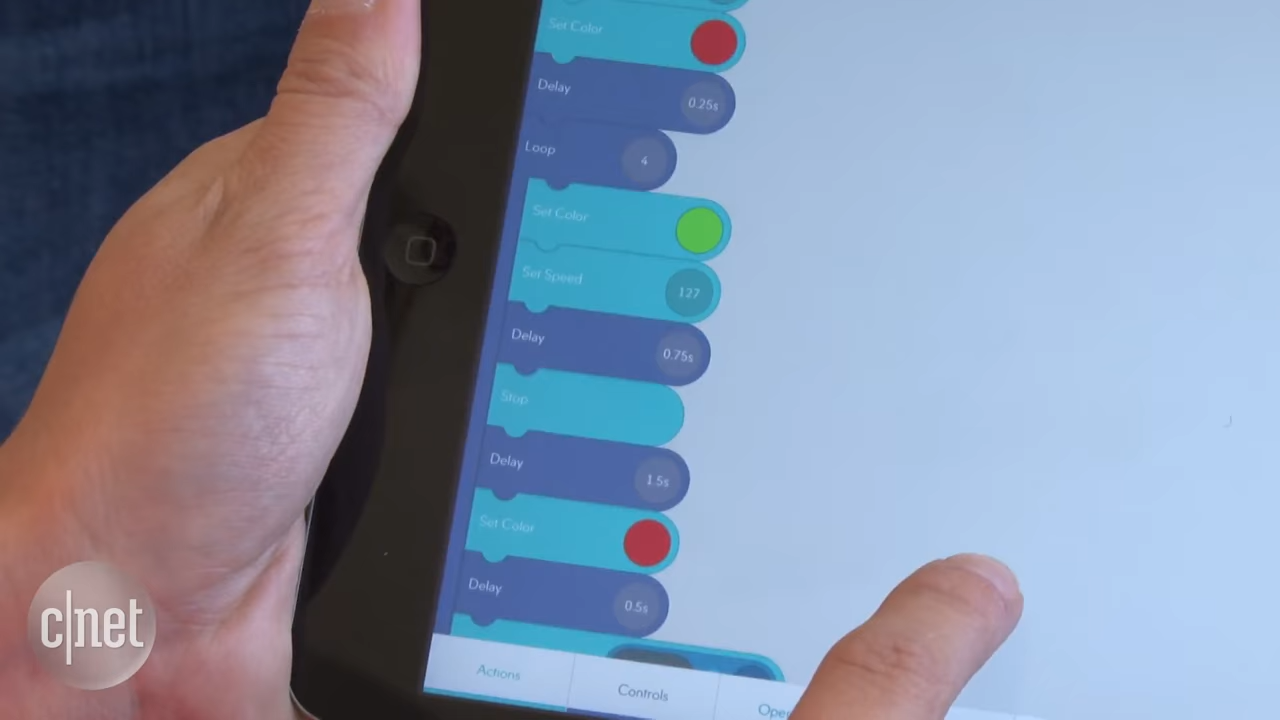 Set Color
Delay 0.25s
Loop 4
Set Color
Set Speed 127
Delay 0.75s
Stop
Delay 1.5s
Set Color
Delay 0.5s
Actions Controls
c|net